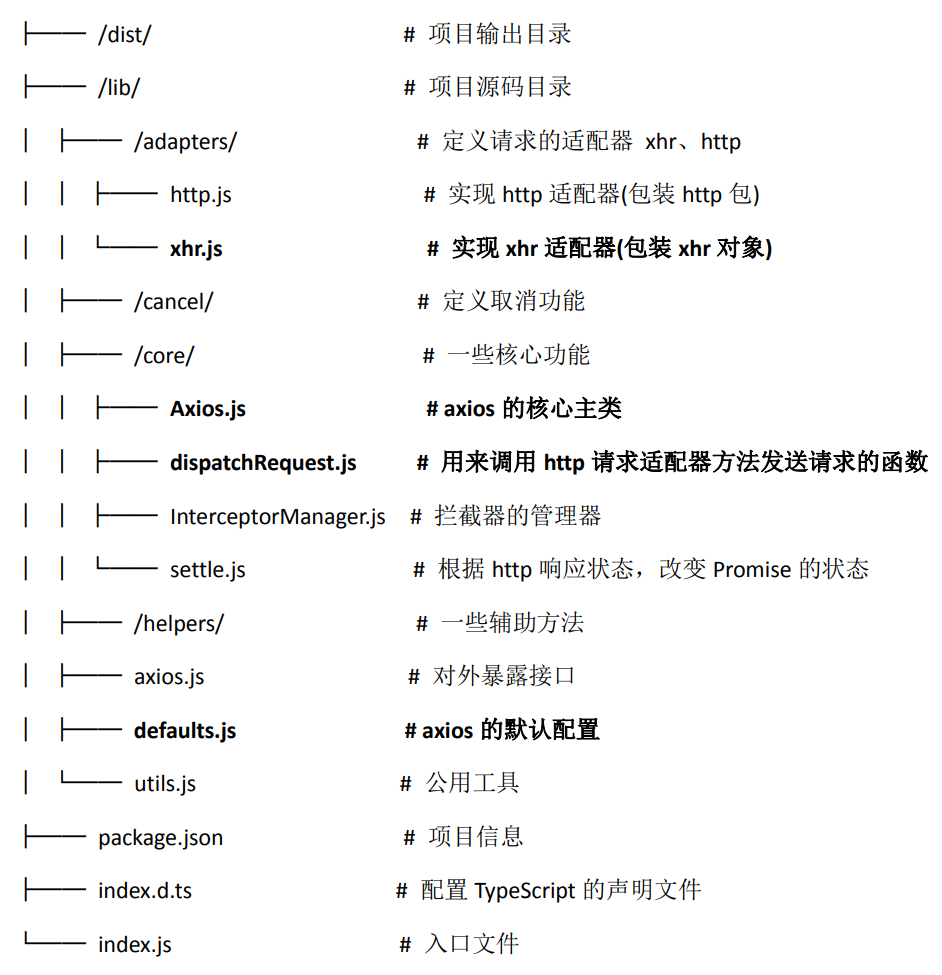 ├── /dist/ # 项目输出目录
├── /lib/ # 项目源码目录
│ ├── /adapters/ # 定义请求的适配器 xhr、http
│ │ ├── http.js # 实现 http 适配器(包装 http 包)
│ │ └── xhr.js # 实现 xhr 适配器(包装 xhr 对象)
│ ├── /cancel/ # 定义取消功能
│ ├── /core/ # 一些核心功能
│ │ ├── Axios.js # axios 的核心主类
│ │ ├── dispatchRequest.js # 用来调用 http 请求适配器方法发送请求的函数
│ │ ├── InterceptorManager.js # 拦截器的管理器
│ │ └── settle.js # 根据 http 响应状态，改变 Promise 的状态
│ ├── /helpers/ # 一些辅助方法
│ ├── axios.js # 对外暴露接口
│ ├── defaults.js # axios 的默认配置
│ └── utils.js # 公用工具
├── package.json # 项目信息
├── index.d.ts # 配置 TypeScript 的声明文件
└── index.js # 入口文件